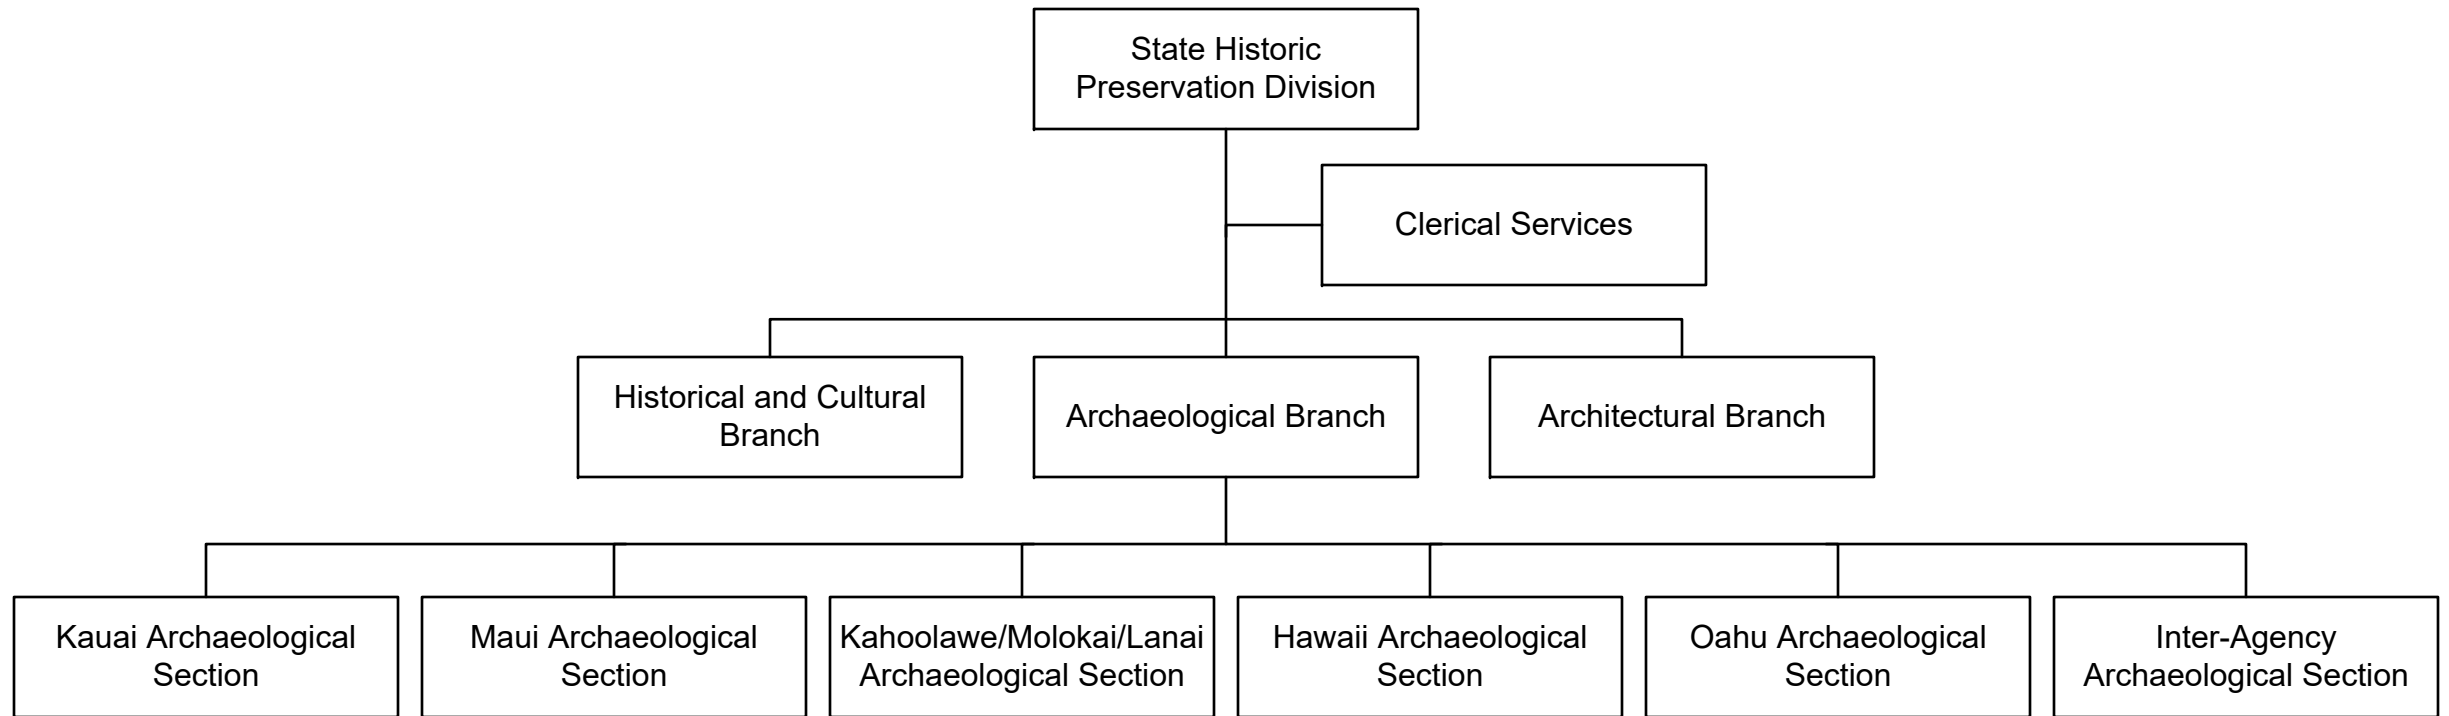 State Historic
Preservation Division
Clerical Services
Historical and Cultural
Branch
Archaeological Branch
Architectural Branch
Kauai Archaeological
Section
Maui Archaeological
Section
Kahoolawe/Molokai/Lanai
Archaeological Section
Hawaii Archaeological
Section
Oahu Archaeological
Section
Inter-Agency
Archaeological Section